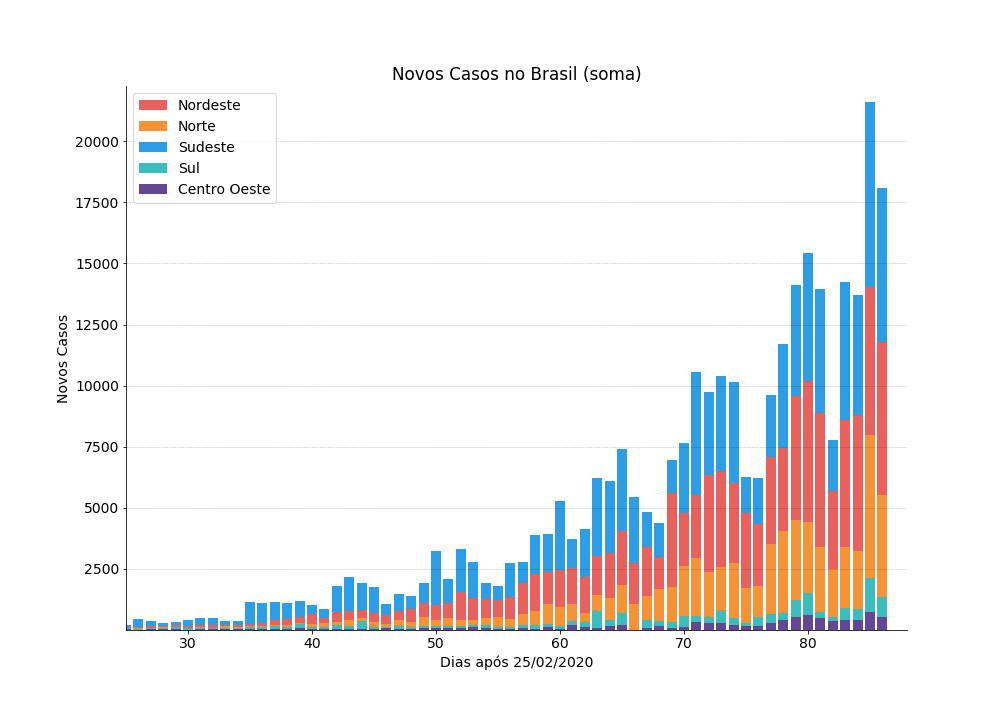 Novos Casos no Brasil (soma)
Nordeste
Norte
Sudeste
Sul
Centro Oeste
20000
17500
15000
12500
10000
7500
5000
2500
Novos Casos
30 40 50 60 70 80
Dias após 25/02/2020